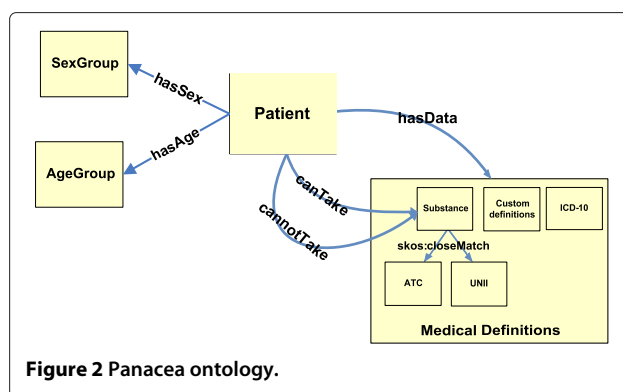 SexGroup
hasSex
Patient
hasData
hasAge
AgeGroup
canTake
cannotTake
Substance
Custom
definitions
ICD-10
skos:closeMatch
ATC
UNII
Medical Definitions
Figure 2 Panacea ontology.